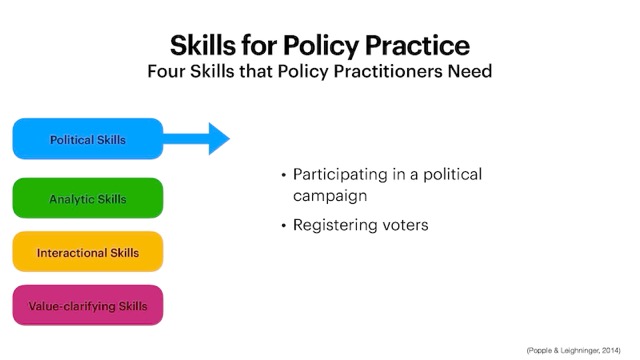 Skills for Policy Practice
Four Skills that Policy Practitioners Need
Political Skills
Analytic Skills
Interactional Skills
Value-clarifying Skills
• Participating in a political
campaign
• Registering voters
(Popple & Leighninger, 2014)